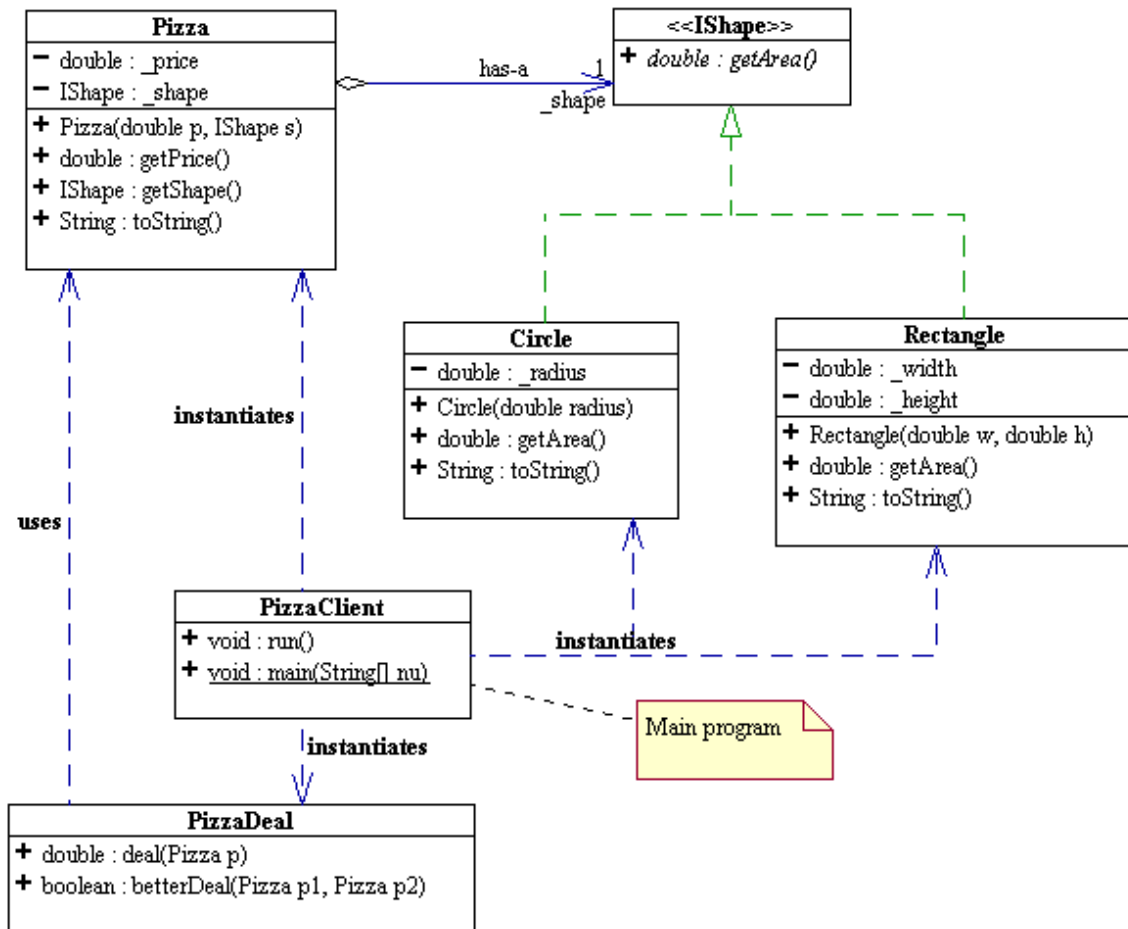 Pizza
- double : _price
- IShape : _shape
+ Pizza(double p, IShape s)
+ double : getPrice()
+ IShape : getShape()
+ String : toString()
has-a
1
_shape
<<IShape>>
+ double : getArea()
Circle
- double : _radius
+ Circle(double radius)
+ double : getArea()
+ String : toString()
Rectangle
- double : _width
- double : _height
+ Rectangle(double w, double h)
+ double : getArea()
+ String : toString()
instantiates
uses
PizzaClient
+ void : run()
+ void : main(String[] nu)
instantiates
Main program
instantiates
PizzaDeal
+ double : deal(Pizza p)
+ boolean : betterDeal(Pizza p1, Pizza p2)